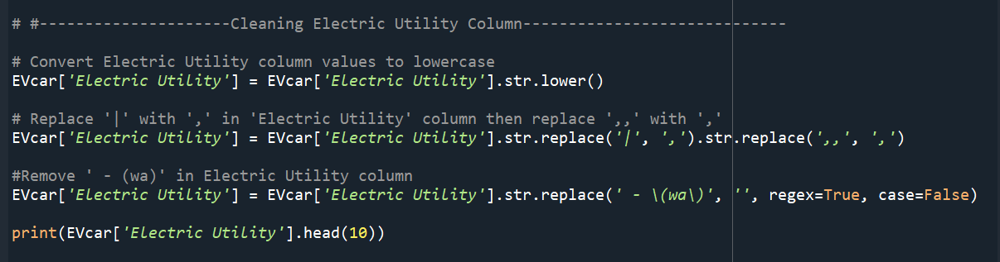 # #---------------------Cleaning Electric Utility Column-----------------------------
# Convert Electric Utility column values to lowercase
EVcar['Electric Utility'] = EVcar['Electric Utility'].str.lower()
# Replace '|' with ',' in 'Electric Utility' column then replace ',,' with ','
EVcar['Electric Utility'] = EVcar['Electric Utility'].str.replace('|', ',').str.replace(',,', ',')
#Remove ' - (wa)' in Electric Utility column
EVcar['Electric Utility'] = EVcar['Electric Utility'].str.replace(' - \(wa\)', '', regex=True, case=False)
print(EVcar['Electric Utility'].head(10))